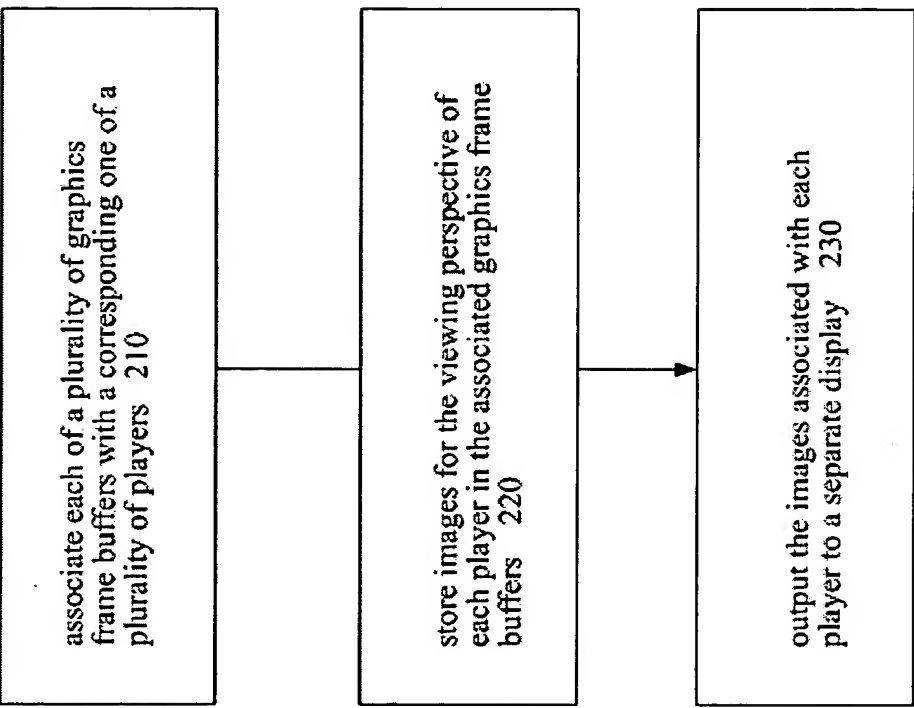 associate each of a plurality of graphics
frame buffers with a corresponding one of a
plurality of players 210
store images for the viewing perspective of
each player in the associated graphics frame
buffers 220
output the images associated with each
player to a separate display 230